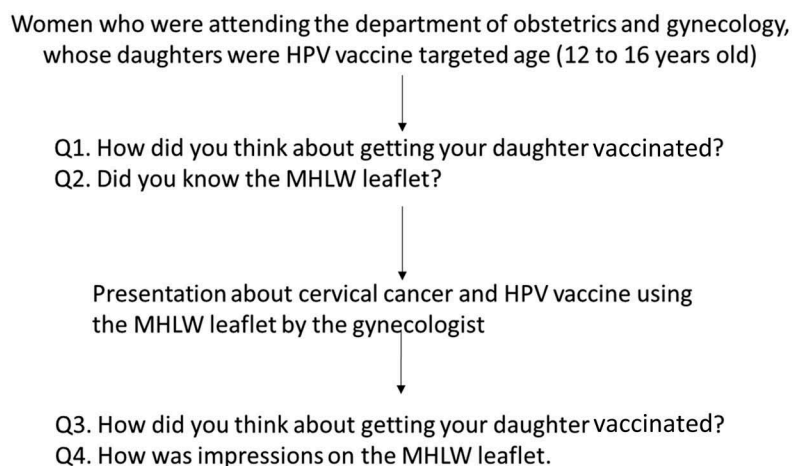 Women who were attending the department of obstetrics and gynecology,
whose daughters were HPV vaccine targeted age (12 to 16 years old)
Q1. How did you think about getting your daughter vaccinated?
Q2. Did you know the MHLW leaflet?
Presentation about cervical cancer and HPV vaccine using
the MHLW leaflet by the gynecologist
Q3. How did you think about getting your daughter vaccinated?
Q4. How was impressions on the MHLW leaflet.